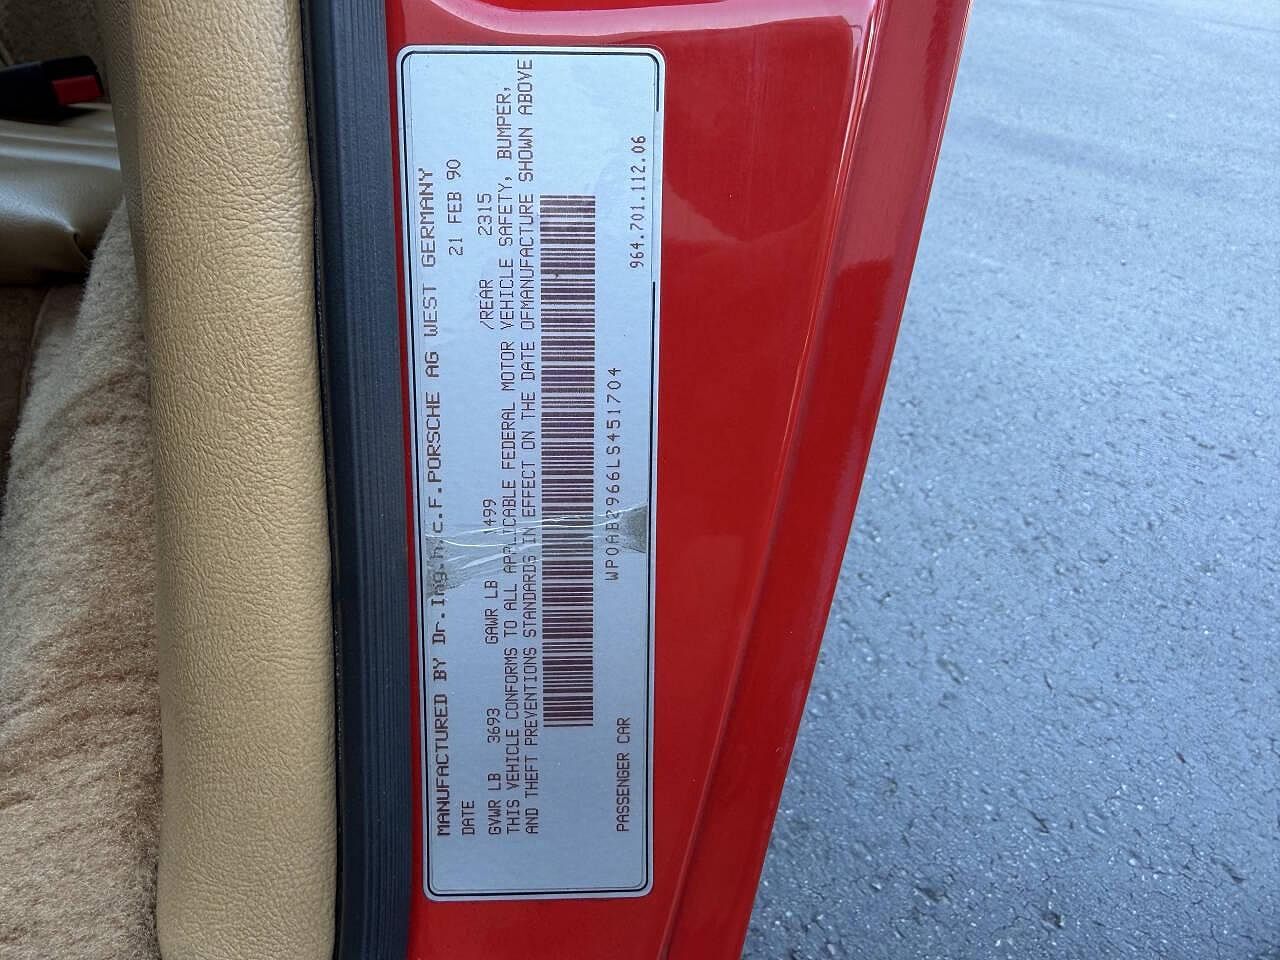 MANUFACTURED BY Dr.Ing.h.c.F.PORSCHE AG WEST GERMANY
DATE 21 FEB 90
GVWR LB 3693 GAWR LB 1499 /REAR 2315
THIS VEHICLE CONFORMS TO ALL APPLICABLE FEDERAL MOTOR VEHICLE SAFETY, BUMPER,
AND THEFT PREVENTIONS STANDARDS IN EFFECT ON THE DATE OFMANUFACTURE SHOWN ABOVE
WP0AB2966LS451704
PASSENGER CAR 964.701.112.06